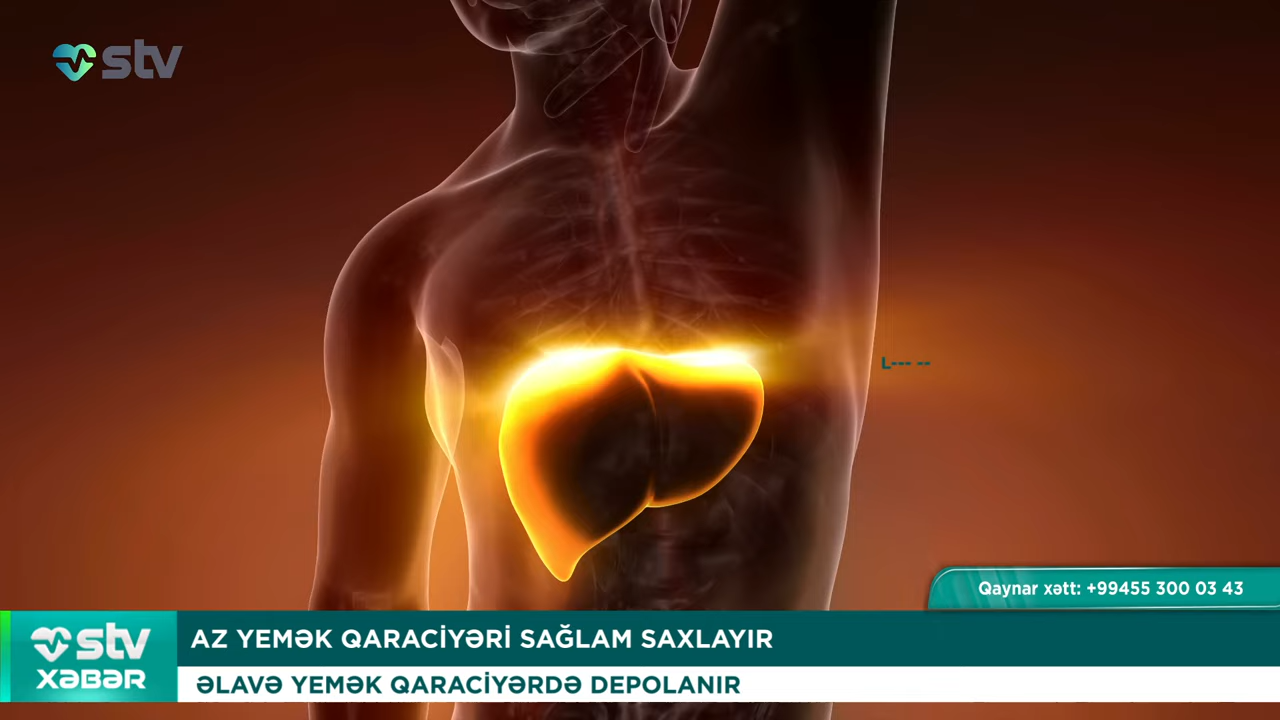 stv
L--- --
Qaynar xətt: +99455 300 03 43
stv
XƏBƏR
AZ YEMƏK QARACİYƏRİ SAĞLAM SAXLAYIR
ƏLAVƏ YEMƏK QARACİYƏRDƏ DEPOLANIR